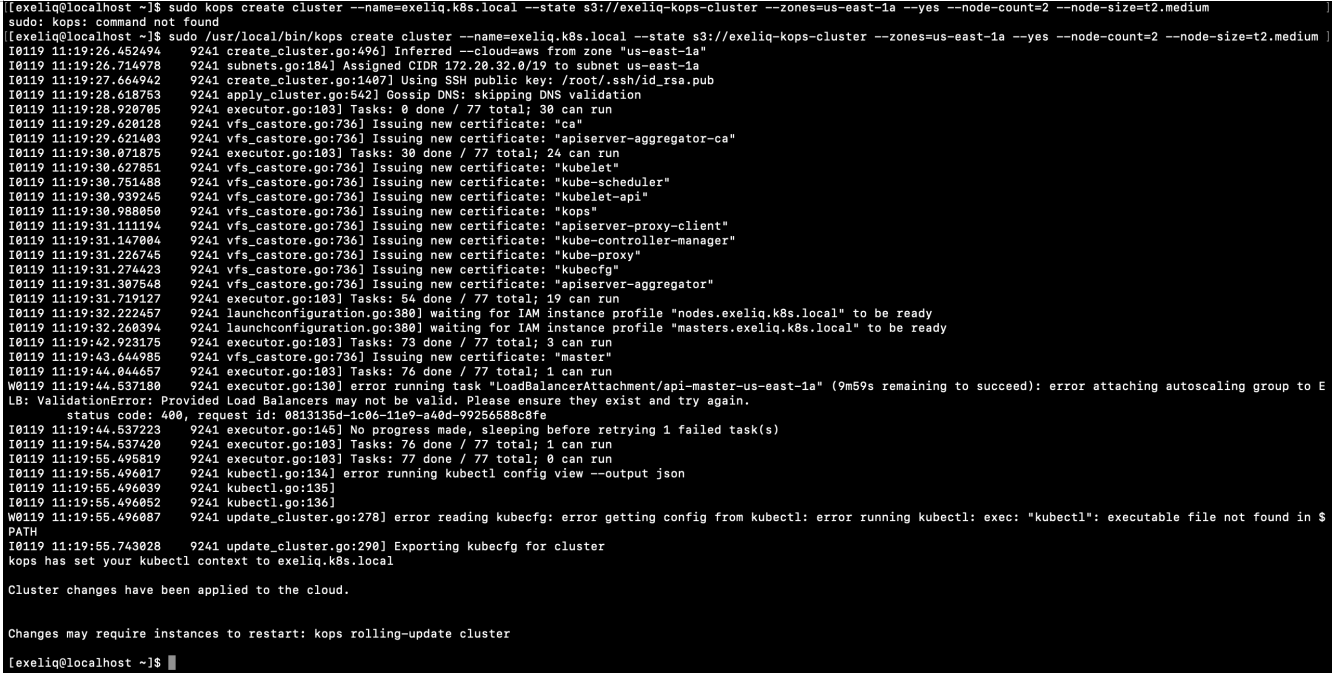 [[exeliq@localhost ~]$ sudo kops create cluster --name=exeliq.k8s.local --state s3://exeliq-kops-cluster --zones=us-east-1a --yes --node-count=2 --node-size=t2.medium ]
sudo: kops: command not found
[[exeliq@localhost ~]$ sudo /usr/local/bin/kops create cluster --name=exeliq.k8s.local --state s3://exeliq-kops-cluster --zones=us-east-1a --yes --node-count=2 --node-size=t2.medium ]
I0119 11:19:26.452494    9241 create_cluster.go:496] Inferred --cloud=aws from zone "us-east-1a"
I0119 11:19:26.714978    9241 subnets.go:184] Assigned CIDR 172.20.32.0/19 to subnet us-east-1a
I0119 11:19:27.664942    9241 create_cluster.go:1407] Using SSH public key: /root/.ssh/id_rsa.pub
I0119 11:19:28.618753    9241 apply_cluster.go:542] Gossip DNS: skipping DNS validation
I0119 11:19:28.920705    9241 executor.go:103] Tasks: 0 done / 77 total; 30 can run
I0119 11:19:29.620128    9241 vfs_castore.go:736] Issuing new certificate: "ca"
I0119 11:19:29.621403    9241 vfs_castore.go:736] Issuing new certificate: "apiserver-aggregator-ca"
I0119 11:19:30.071875    9241 executor.go:103] Tasks: 30 done / 77 total; 24 can run
I0119 11:19:30.627851    9241 vfs_castore.go:736] Issuing new certificate: "kubelet"
I0119 11:19:30.751488    9241 vfs_castore.go:736] Issuing new certificate: "kube-scheduler"
I0119 11:19:30.939245    9241 vfs_castore.go:736] Issuing new certificate: "kubelet-api"
I0119 11:19:30.988050    9241 vfs_castore.go:736] Issuing new certificate: "kops"
I0119 11:19:31.111194    9241 vfs_castore.go:736] Issuing new certificate: "apiserver-proxy-client"
I0119 11:19:31.147004    9241 vfs_castore.go:736] Issuing new certificate: "kube-controller-manager"
I0119 11:19:31.226745    9241 vfs_castore.go:736] Issuing new certificate: "kube-proxy"
I0119 11:19:31.274423    9241 vfs_castore.go:736] Issuing new certificate: "kubecfg"
I0119 11:19:31.307548    9241 vfs_castore.go:736] Issuing new certificate: "apiserver-aggregator"
I0119 11:19:31.719127    9241 executor.go:103] Tasks: 54 done / 77 total; 19 can run
I0119 11:19:32.222457    9241 launchconfiguration.go:380] waiting for IAM instance profile "nodes.exeliq.k8s.local" to be ready
I0119 11:19:32.260394    9241 launchconfiguration.go:380] waiting for IAM instance profile "masters.exeliq.k8s.local" to be ready
I0119 11:19:42.923175    9241 executor.go:103] Tasks: 73 done / 77 total; 3 can run
I0119 11:19:43.644985    9241 vfs_castore.go:736] Issuing new certificate: "master"
I0119 11:19:44.044657    9241 executor.go:103] Tasks: 76 done / 77 total; 1 can run
W0119 11:19:44.537180    9241 executor.go:130] error running task "LoadBalancerAttachment/api-master-us-east-1a" (9m59s remaining to succeed): error attaching autoscaling group to E
LB: ValidationError: Provided Load Balancers may not be valid. Please ensure they exist and try again.
        status code: 400, request id: 0813135d-1c06-11e9-a40d-99256588c8fe
I0119 11:19:44.537223    9241 executor.go:145] No progress made, sleeping before retrying 1 failed task(s)
I0119 11:19:54.537420    9241 executor.go:103] Tasks: 76 done / 77 total; 1 can run
I0119 11:19:55.495819    9241 executor.go:103] Tasks: 77 done / 77 total; 0 can run
I0119 11:19:55.496017    9241 kubectl.go:134] error running kubectl config view --output json
I0119 11:19:55.496039    9241 kubectl.go:135]
I0119 11:19:55.496052    9241 kubectl.go:136]
W0119 11:19:55.496087    9241 update_cluster.go:278] error reading kubecfg: error getting config from kubectl: error running kubectl: exec: "kubectl": executable file not found in $
PATH
I0119 11:19:55.743028    9241 update_cluster.go:290] Exporting kubecfg for cluster
kops has set your kubectl context to exeliq.k8s.local
Cluster changes have been applied to the cloud.
Changes may require instances to restart: kops rolling-update cluster
[exeliq@localhost ~]$